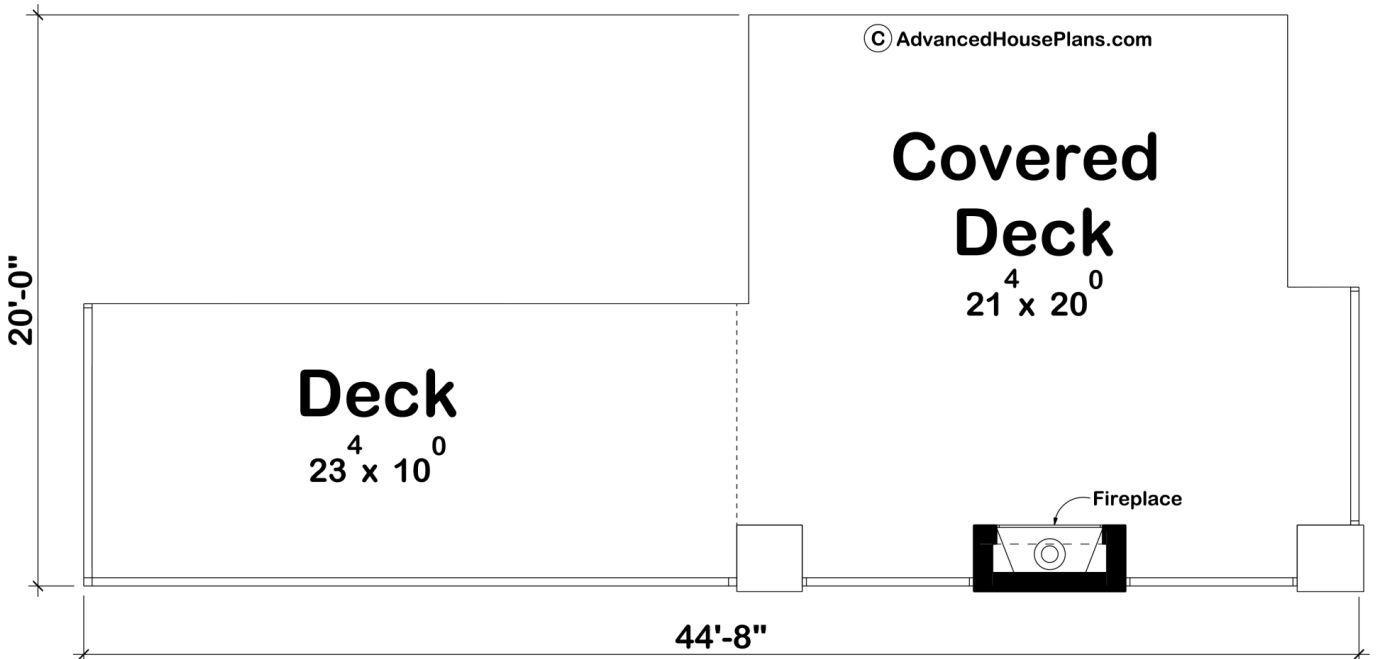 © AdvancedHousePlans.com
Covered
Deck
21⁴ x 20⁰
20'-0"
Deck
23⁴ x 10⁰
Fireplace
44'-8"